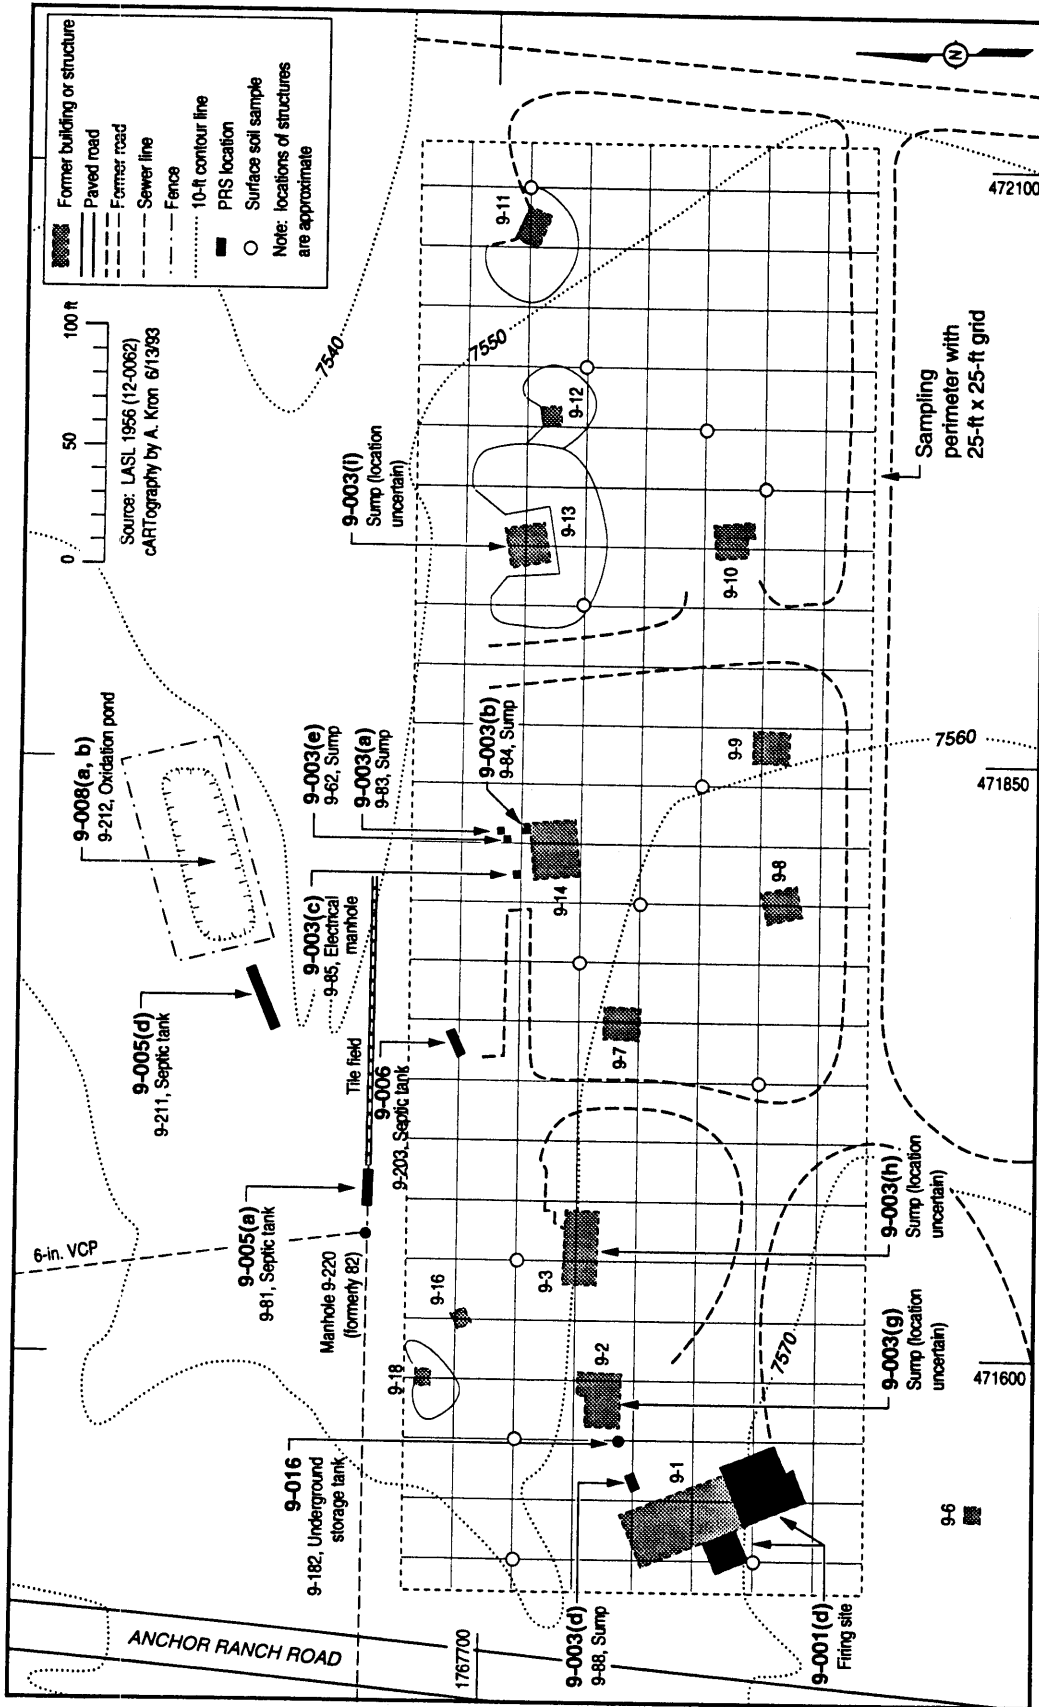 Former building or structure
Paved road
Former road
Sewer line
Fence
10-ft contour line
PRS location
Surface soil sample
Note: locations of structures
are approximate
0
50
100 ft
Source: LASL 1956 (12-0062)
cARTography by A. Kron 6/13/93
N
9-008(a, b)
9-212, Oxidation pond
9-005(d)
9-211, Septic tank
9-005(a)
9-81, Septic tank
6-in. VCP
Manhole 9-220
(formerly 82)
Tile field
9-006
9-203, Septic tank
9-003(c)
9-85, Electrical
manhole
9-003(e)
9-62, Sump
9-003(a)
9-83, Sump
9-003(b)
9-84, Sump
9-003(i)
Sump (location
uncertain)
7540
7550
7560
7570
9-11
9-12
9-13
9-10
9-9
9-8
9-14
9-7
9-3
9-16
9-18
9-2
9-1
9-6
9-016
9-182, Underground
storage tank
9-003(d)
9-88, Sump
9-001(d)
Firing site
9-003(g)
Sump (location
uncertain)
9-003(h)
Sump (location
uncertain)
Sampling
perimeter with
25-ft x 25-ft grid
ANCHOR RANCH ROAD
1767700
471600
471850
472100